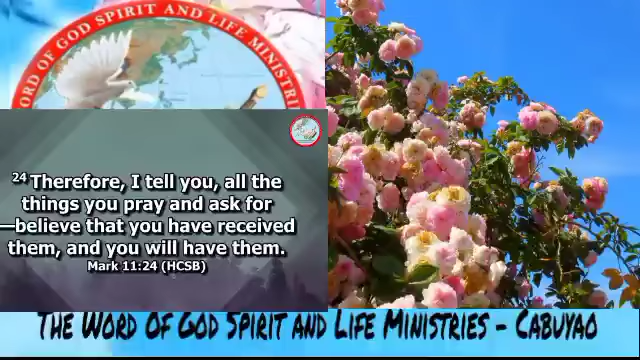 WORD OF GOD SPIRIT AND LIFE MINISTRIES
24 Therefore, I tell you, all the
things you pray and ask for
—believe that you have received
them, and you will have them.
Mark 11:24 (HCSB)
THE WORD OF GOD SPIRIT AND LIFE MINISTRIES - CABUYAO